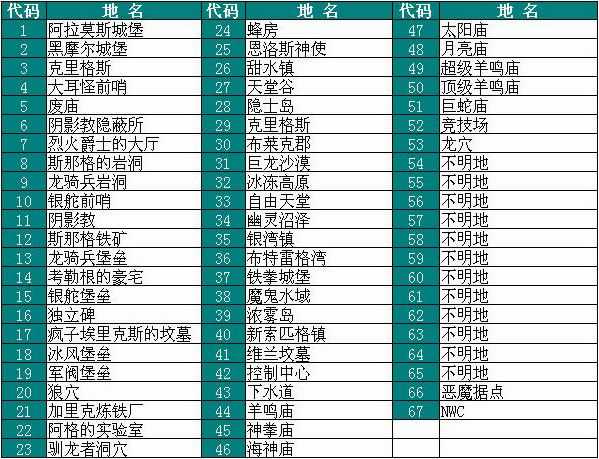 代码 地 名 代码 地 名 代码 地 名
1 阿拉莫斯城堡 24 蜂房 47 太阳庙
2 黑摩尔城堡 25 恩洛斯神使 48 月亮庙
3 克里格斯 26 甜水镇 49 超级羊鸣庙
4 大耳怪前哨 27 天堂谷 50 顶级羊鸣庙
5 废庙 28 隐士岛 51 巨蛇庙
6 阴影教隐蔽所 29 克里格斯 52 竞技场
7 烈火爵士的大厅 30 布莱克郡 53 龙穴
8 斯那格的岩洞 31 巨龙沙漠 54 不明地
9 龙骑兵岩洞 32 冰冻高原 55 不明地
10 银舵前哨 33 自由天堂 56 不明地
11 阴影教 34 幽灵沼泽 57 不明地
12 斯那格铁矿 35 银湾镇 58 不明地
13 龙骑兵堡垒 36 布特雷格湾 59 不明地
14 考勒根的豪宅 37 铁拳城堡 60 不明地
15 银舵堡垒 38 魔鬼水域 61 不明地
16 独立碑 39 浓雾岛 62 不明地
17 疯子埃里克斯的坟墓 40 新索匹格镇 63 不明地
18 冰风堡垒 41 维兰坟墓 64 不明地
19 军阀堡垒 42 控制中心 65 不明地
20 狼穴 43 下水道 66 恶魔据点
21 加里克炼铁厂 44 羊鸣庙 67 NWC
22 阿格的实验室 45 神拳庙
23 驯龙者洞穴 46 海神庙